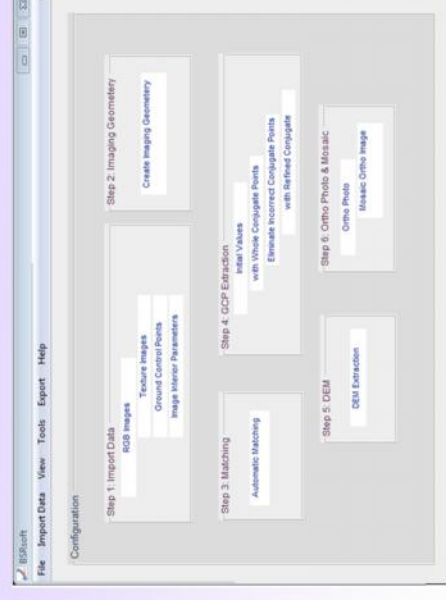 BSRsoft
File Import Data View Tools Export Help
Configuration
Step 1: Import Data
RGB Images
Texture Images
Ground Control Points
Image Interior Parameters
Step 2: Imaging Geometery
Create Imaging Geometery
Step 3: Matching
Automatic Matching
Step 4: GCP Extraction
Initial Values
with Whole Conjugate Points
Eliminate Incorrect Conjugate Points
with Refined Conjugate
Step 5: DEM
DEM Extraction
Step 6: Ortho Photo & Mosaic
Ortho Photo
Mosaic Ortho Image